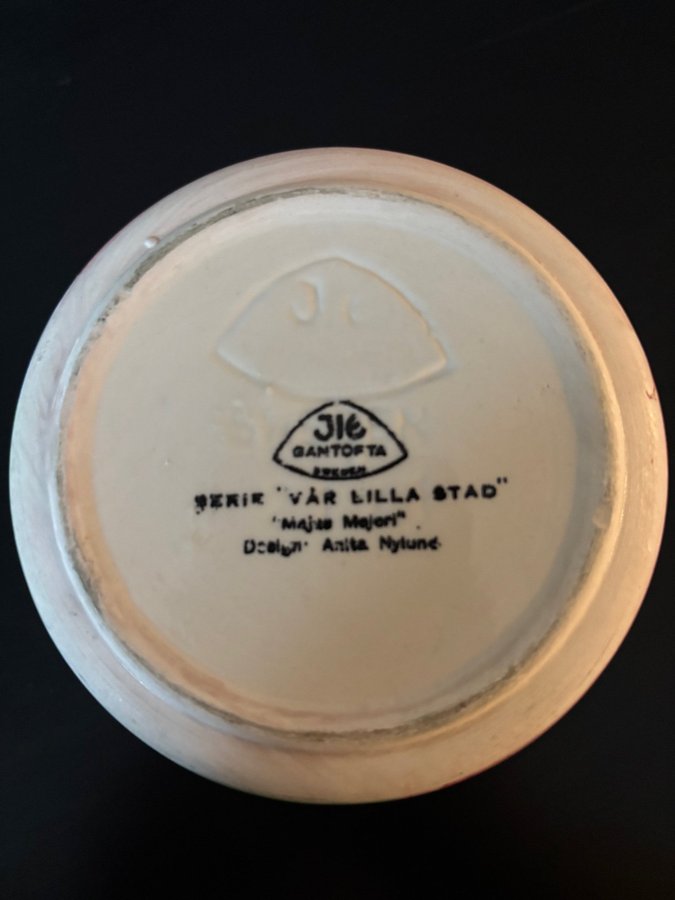 JIE
GANTOFTA
SWEDEN
SERIE "VÅR LILLA STAD"
"Majas Mejeri"
Design: Anita Nylund